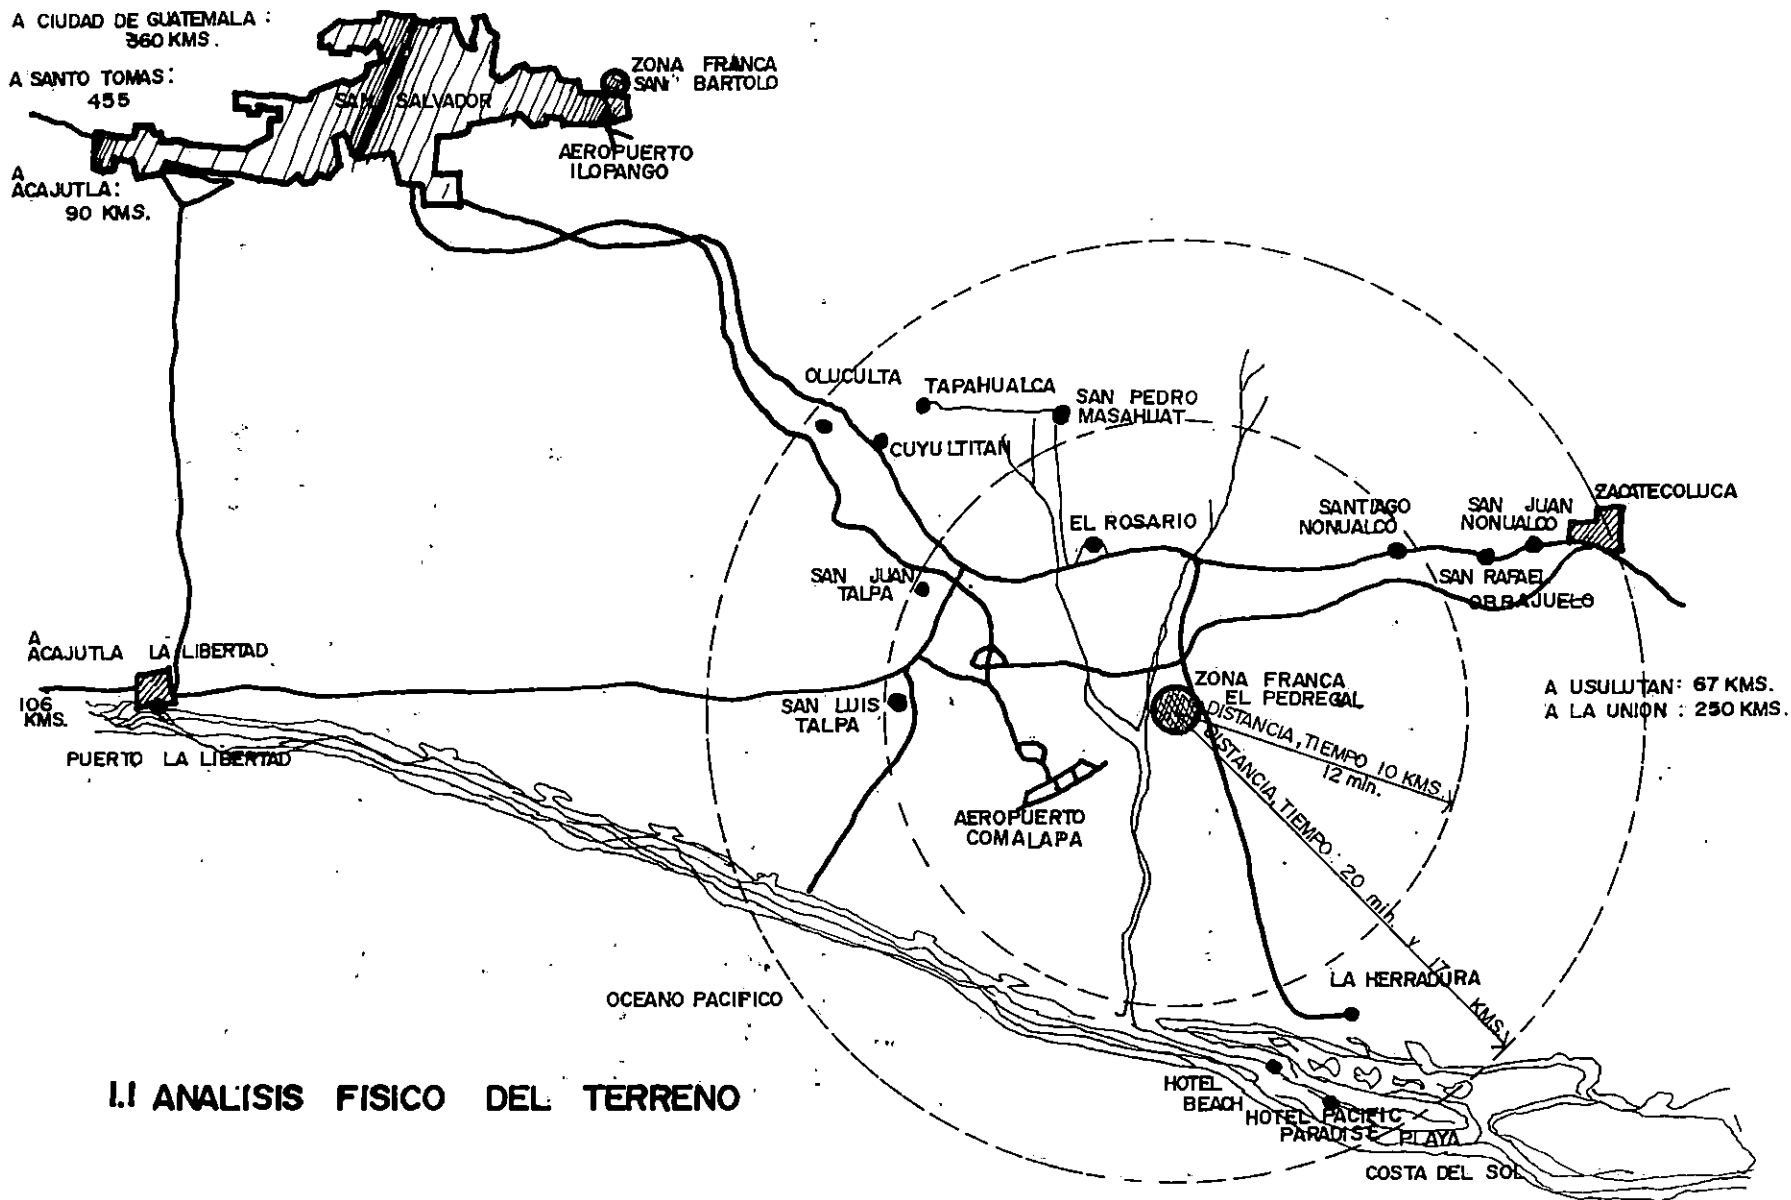 A CIUDAD DE GUATEMALA :
360 KMS.
A SANTO TOMAS:
455
A
ACAJUTLA:
90 KMS.
SAN SALVADOR
ZONA FRANCA
SAN BARTOLO
AEROPUERTO
ILOPANGO
OLUCULTA
TAPAHUALCA
SAN PEDRO
MASAHUAT
CUYULTITAN
EL ROSARIO
SANTIAGO
NONUALCO
SAN JUAN
NONUALCO
ZACATECOLUCA
SAN JUAN
TALPA
SAN RAFAEL
OBRAJUELO
A
ACAJUTLA
LA LIBERTAD
106
KMS.
PUERTO LA LIBERTAD
SAN LUIS
TALPA
ZONA FRANCA
EL PEDREGAL
A USULUTAN: 67 KMS.
A LA UNION : 250 KMS.
DISTANCIA, TIEMPO 10 KMS.
12 min.
DISTANCIA, TIEMPO: 20 min. y 17 KMS.
AEROPUERTO
COMALAPA
LA HERRADURA
OCEANO PACIFICO
HOTEL
BEACH
HOTEL PACIFIC
PARADISE
PLAYA
COSTA DEL SOL
1.1 ANALISIS FISICO DEL TERRENO